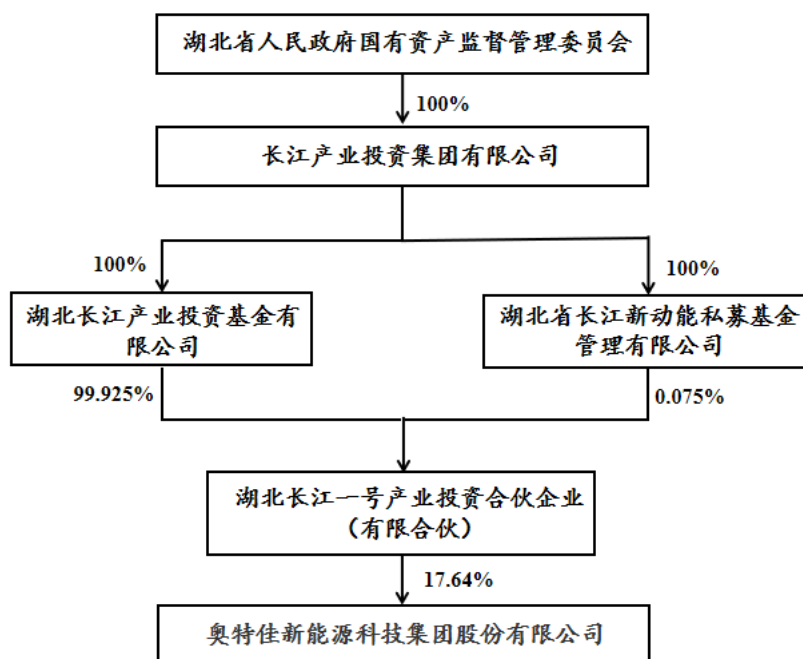 湖北省人民政府国有资产监督管理委员会
100%
长江产业投资集团有限公司
100%
100%
湖北长江产业投资基金有
限公司
湖北省长江新动能私募基金
管理有限公司
99.925%
0.075%
湖北长江一号产业投资合伙企业
（有限合伙）
17.64%
奥特佳新能源科技集团股份有限公司